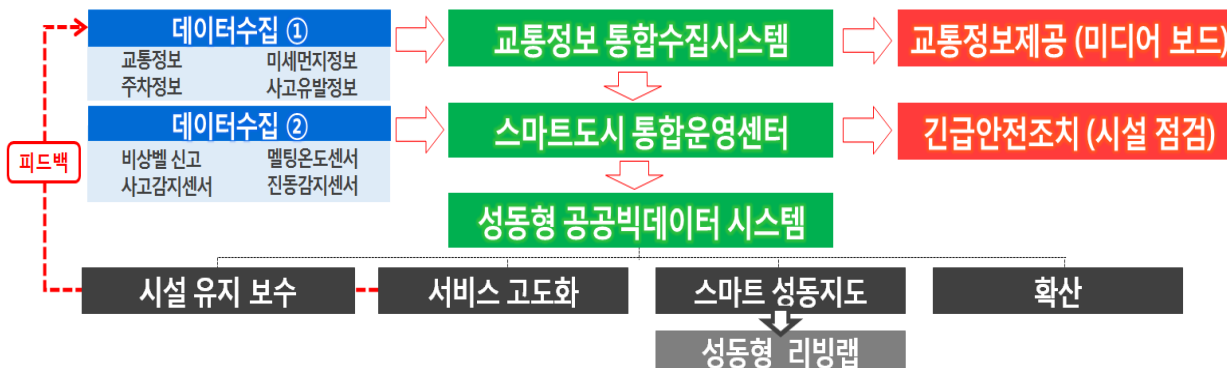 데이터수집 ①
교통정보 미세먼지정보
주차정보 사고유발정보
교통정보 통합수집시스템
교통정보제공 (미디어 보드)
데이터수집 ②
비상벨 신고 멜팅온도센서
사고감지센서 진동감지센서
스마트도시 통합운영센터
긴급안전조치 (시설 점검)
피드백
성동형 공공빅데이터 시스템
시설 유지 보수
서비스 고도화
스마트 성동지도
확산
성동형 리빙랩